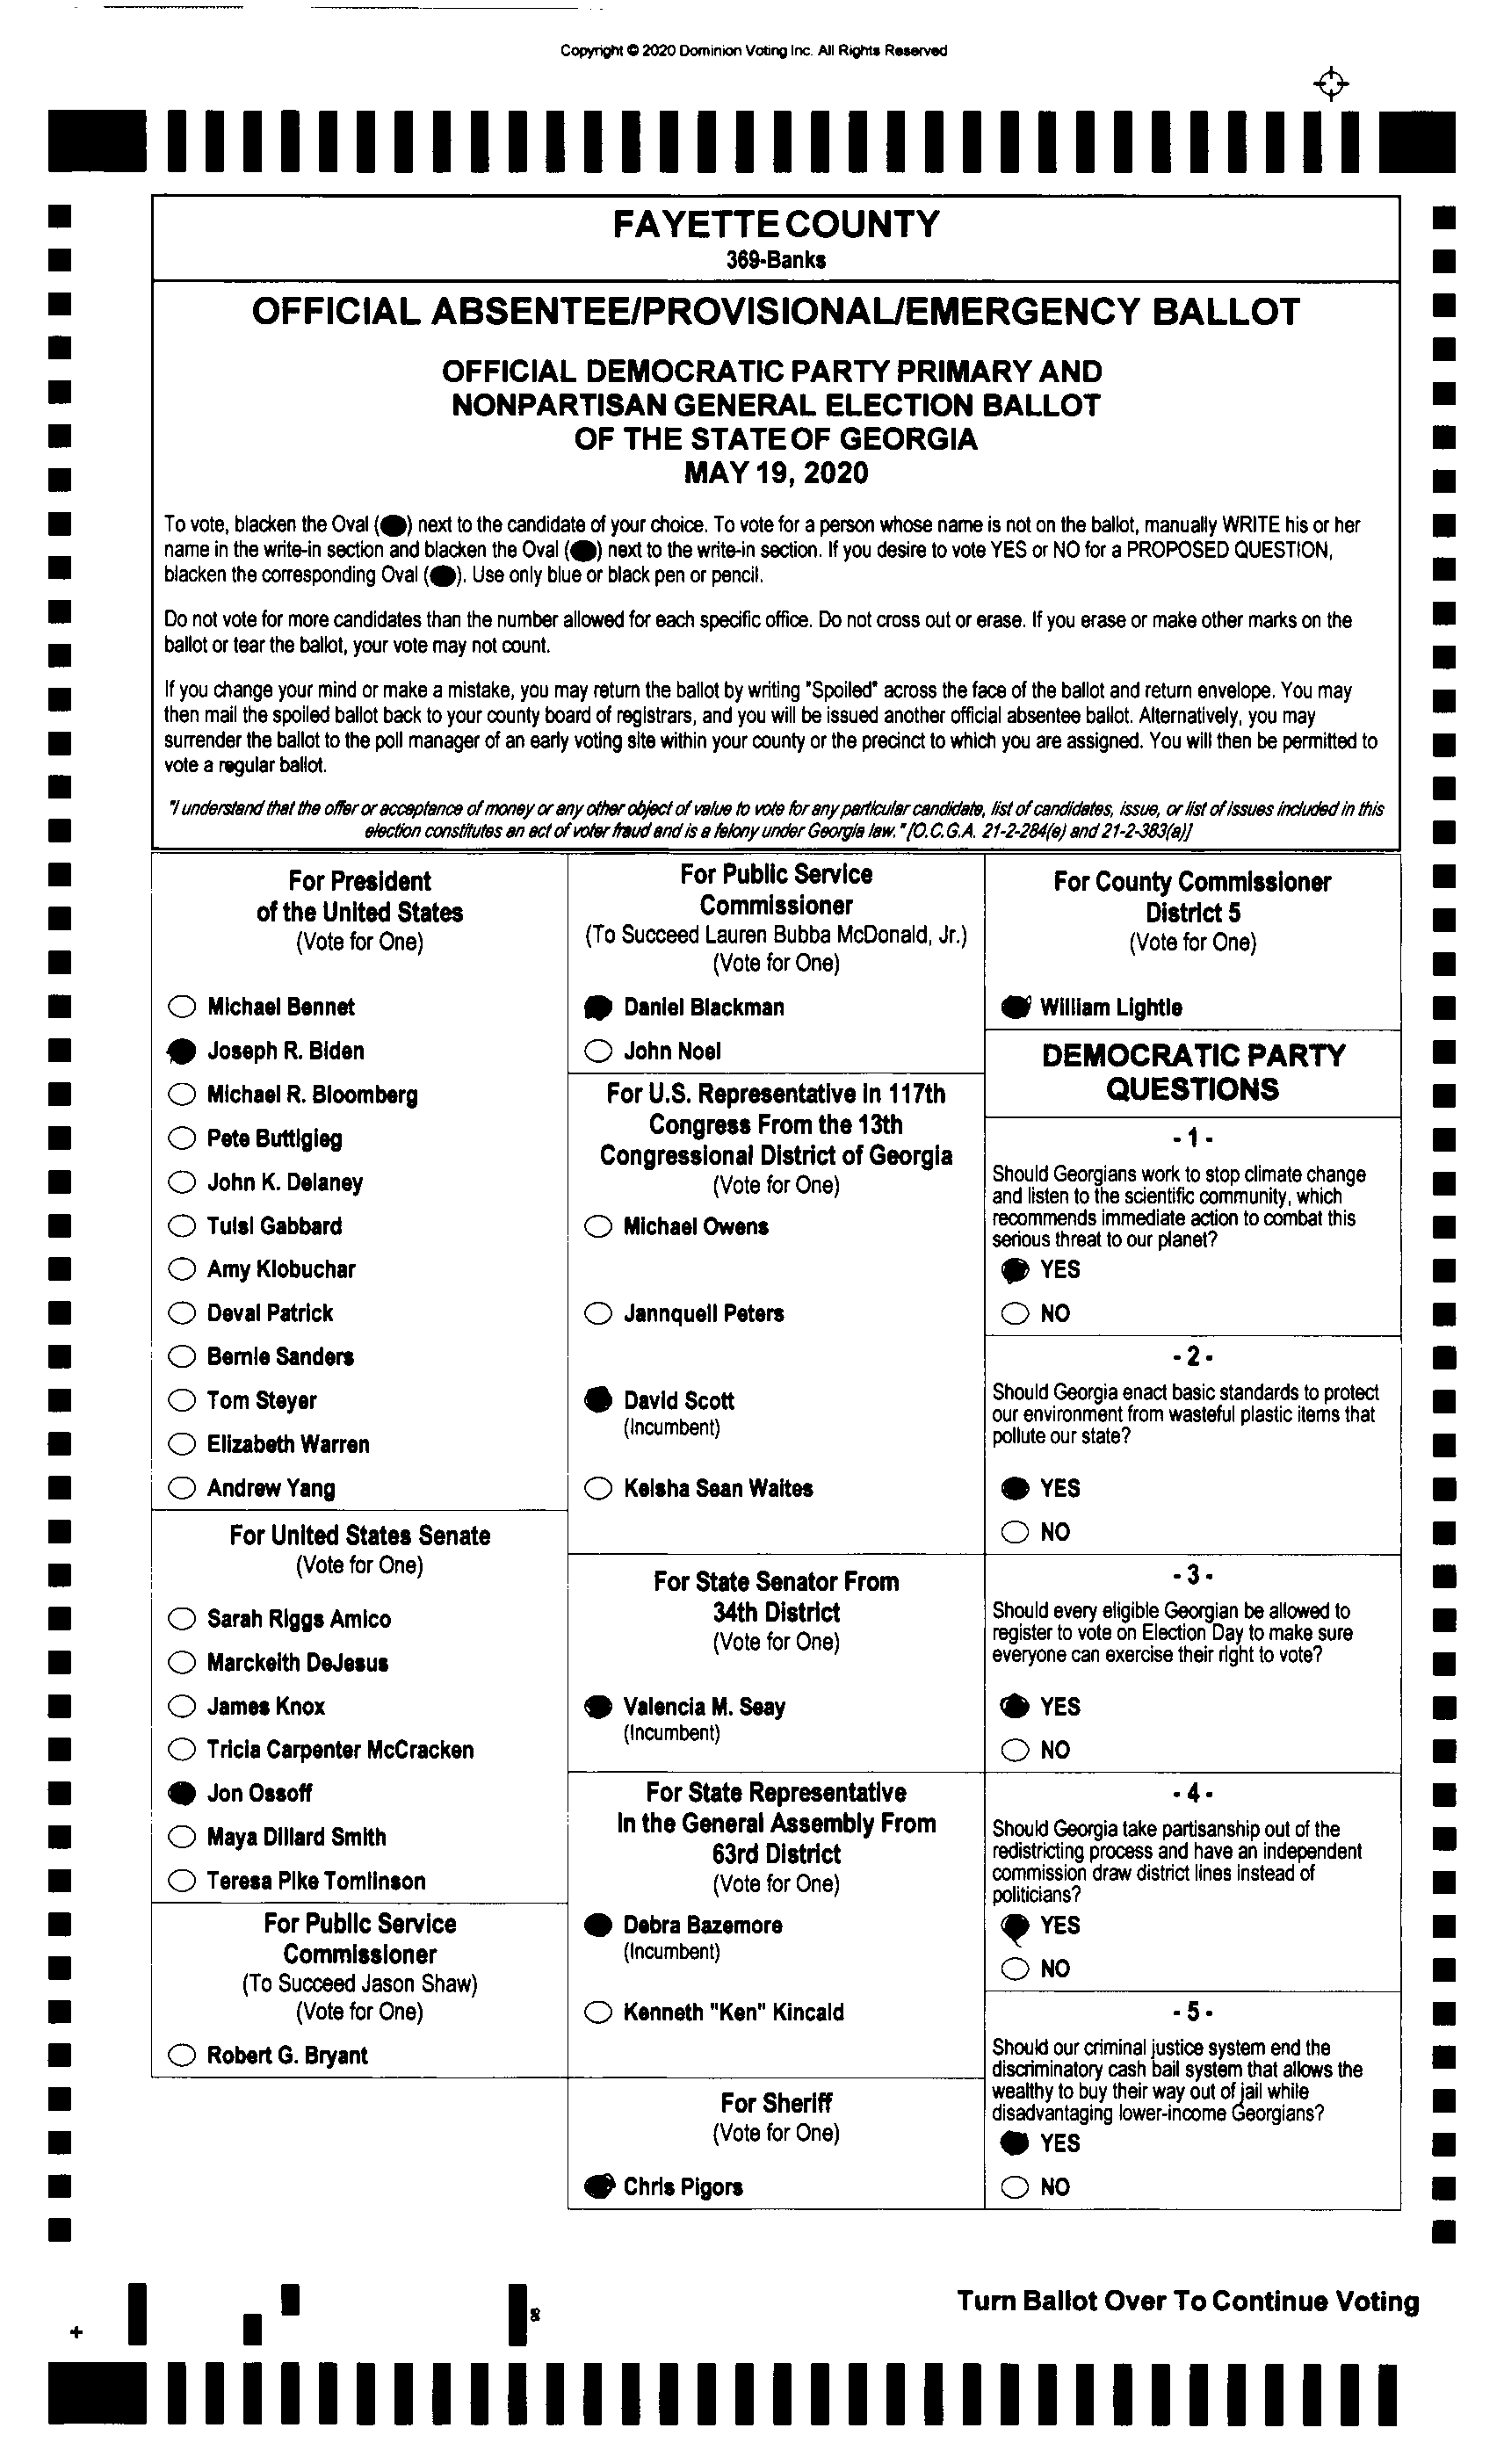 Copyright © 2020 Dominion Voting Inc. All Rights Reserved
FAYETTE COUNTY
369-Banks
OFFICIAL ABSENTEE/PROVISIONAL/EMERGENCY BALLOT
OFFICIAL DEMOCRATIC PARTY PRIMARY AND
NONPARTISAN GENERAL ELECTION BALLOT
OF THE STATE OF GEORGIA
MAY 19, 2020
To vote, blacken the Oval ( ) next to the candidate of your choice. To vote for a person whose name is not on the ballot, manually WRITE his or her
name in the write-in section and blacken the Oval ( ) next to the write-in section. If you desire to vote YES or NO for a PROPOSED QUESTION,
blacken the corresponding Oval ( ). Use only blue or black pen or pencil.
Do not vote for more candidates than the number allowed for each specific office. Do not cross out or erase. If you erase or make other marks on the
ballot or tear the ballot, your vote may not count.
If you change your mind or make a mistake, you may return the ballot by writing "Spoiled" across the face of the ballot and return envelope. You may
then mail the spoiled ballot back to your county board of registrars, and you will be issued another official absentee ballot. Alternatively, you may
surrender the ballot to the poll manager of an early voting site within your county or the precinct to which you are assigned. You will then be permitted to
vote a regular ballot.
"I understand that the offer or acceptance of money or any other object of value to vote for any particular candidate, list of candidates, issue, or list of issues included in this
election constitutes an act of voter fraud and is a felony under Georgia law." [O.C.G.A. 21-2-284(e) and 21-2-383(a)]
For President
of the United States
(Vote for One)
Michael Bennet
Joseph R. Biden
Michael R. Bloomberg
Pete Buttigieg
John K. Delaney
Tulsi Gabbard
Amy Klobuchar
Deval Patrick
Bernie Sanders
Tom Steyer
Elizabeth Warren
Andrew Yang
For United States Senate
(Vote for One)
Sarah Riggs Amico
Marckeith DeJesus
James Knox
Tricia Carpenter McCracken
Jon Ossoff
Maya Dillard Smith
Teresa Pike Tomlinson
For Public Service
Commissioner
(To Succeed Jason Shaw)
(Vote for One)
Robert G. Bryant
For Public Service
Commissioner
(To Succeed Lauren Bubba McDonald, Jr.)
(Vote for One)
Daniel Blackman
John Noel
For U.S. Representative in 117th
Congress From the 13th
Congressional District of Georgia
(Vote for One)
Michael Owens
Jannquell Peters
David Scott
(Incumbent)
Keisha Sean Waites
For State Senator From
34th District
(Vote for One)
Valencia M. Seay
(Incumbent)
For State Representative
In the General Assembly From
63rd District
(Vote for One)
Debra Bazemore
(Incumbent)
Kenneth "Ken" Kincaid
For Sheriff
(Vote for One)
Chris Pigors
For County Commissioner
District 5
(Vote for One)
William Lightle
DEMOCRATIC PARTY
QUESTIONS
- 1 -
Should Georgians work to stop climate change
and listen to the scientific community, which
recommends immediate action to combat this
serious threat to our planet?
YES
NO
- 2 -
Should Georgia enact basic standards to protect
our environment from wasteful plastic items that
pollute our state?
YES
NO
- 3 -
Should every eligible Georgian be allowed to
register to vote on Election Day to make sure
everyone can exercise their right to vote?
YES
NO
- 4 -
Should Georgia take partisanship out of the
redistricting process and have an independent
commission draw district lines instead of
politicians?
YES
NO
- 5 -
Should our criminal justice system end the
discriminatory cash bail system that allows the
wealthy to buy their way out of jail while
disadvantaging lower-income Georgians?
YES
NO
Turn Ballot Over To Continue Voting